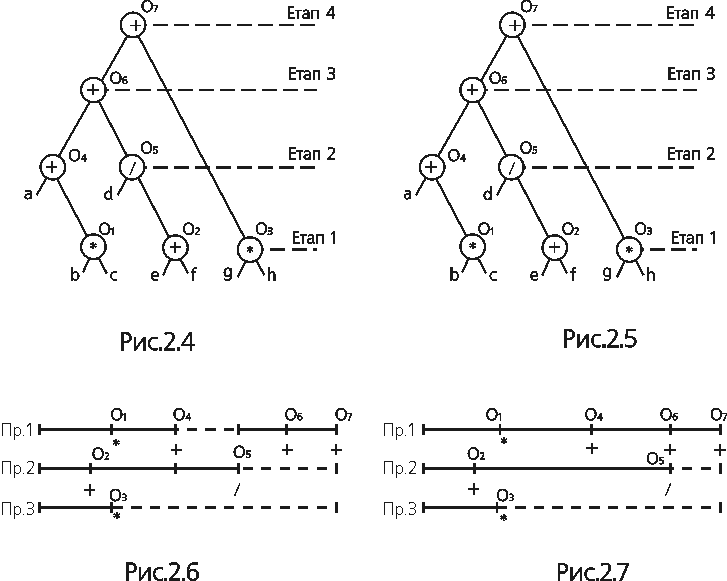 O₇ Етап 4 O₇ Етап 4
+ +
O₆ Етап 3 O₆ Етап 3
+ +
O₄ O₅ Етап 2 O₄ O₅ Етап 2
+ / + /
a d a d
O₁ O₂ O₃ Етап 1 O₁ O₂ O₃ Етап 1
* + * * + *
b c e f g h b c e f g h
Рис.2.4 Рис.2.5
O₁ O₄ O₆ O₇ O₁ O₄ O₆ O₇
Пр.1 Пр.1
* + + + * + + +
O₂ O₅ O₂ O₅
Пр.2 Пр.2
+ / + /
O₃ O₃
Пр.3 Пр.3
* *
Рис.2.6 Рис.2.7